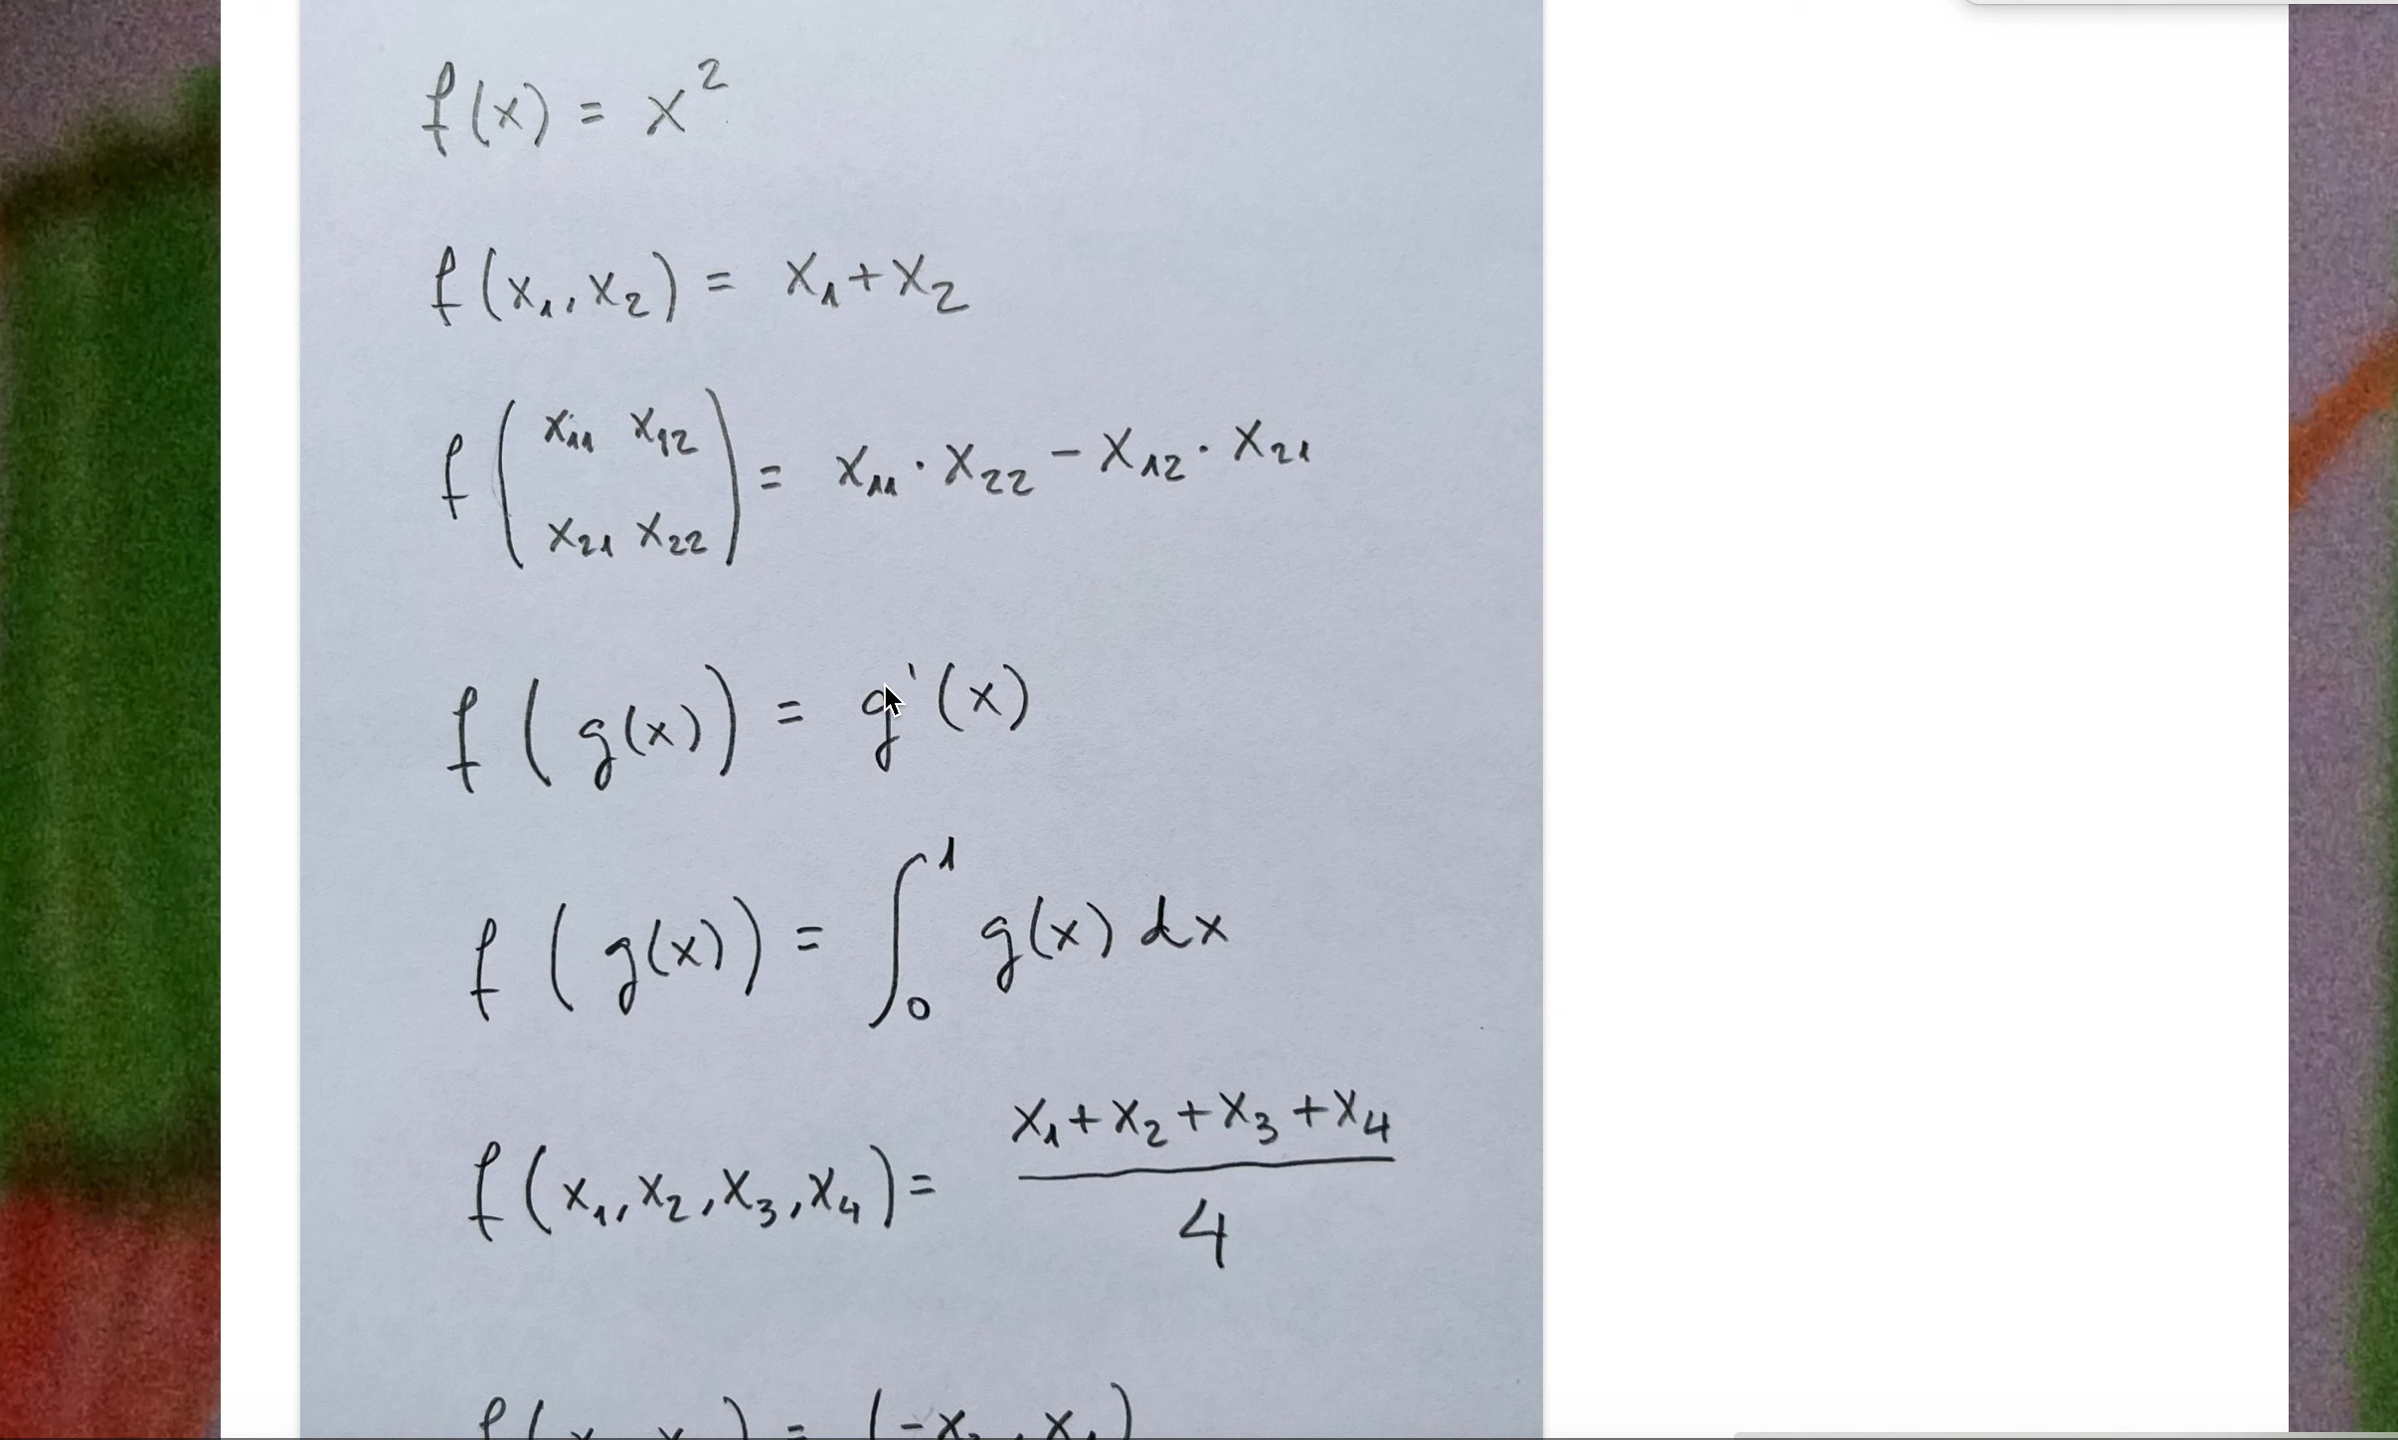 f(x) = x²
f(x₁, x₂) = x₁ + x₂
f(x₁₁ x₁₂
x₂₁ x₂₂) = x₁₁ · x₂₂ − x₁₂ · x₂₁
f(g(x)) = g'(x)
f(g(x)) = ∫₀¹ g(x) dx
f(x₁, x₂, x₃, x₄) = (x₁ + x₂ + x₃ + x₄) / 4